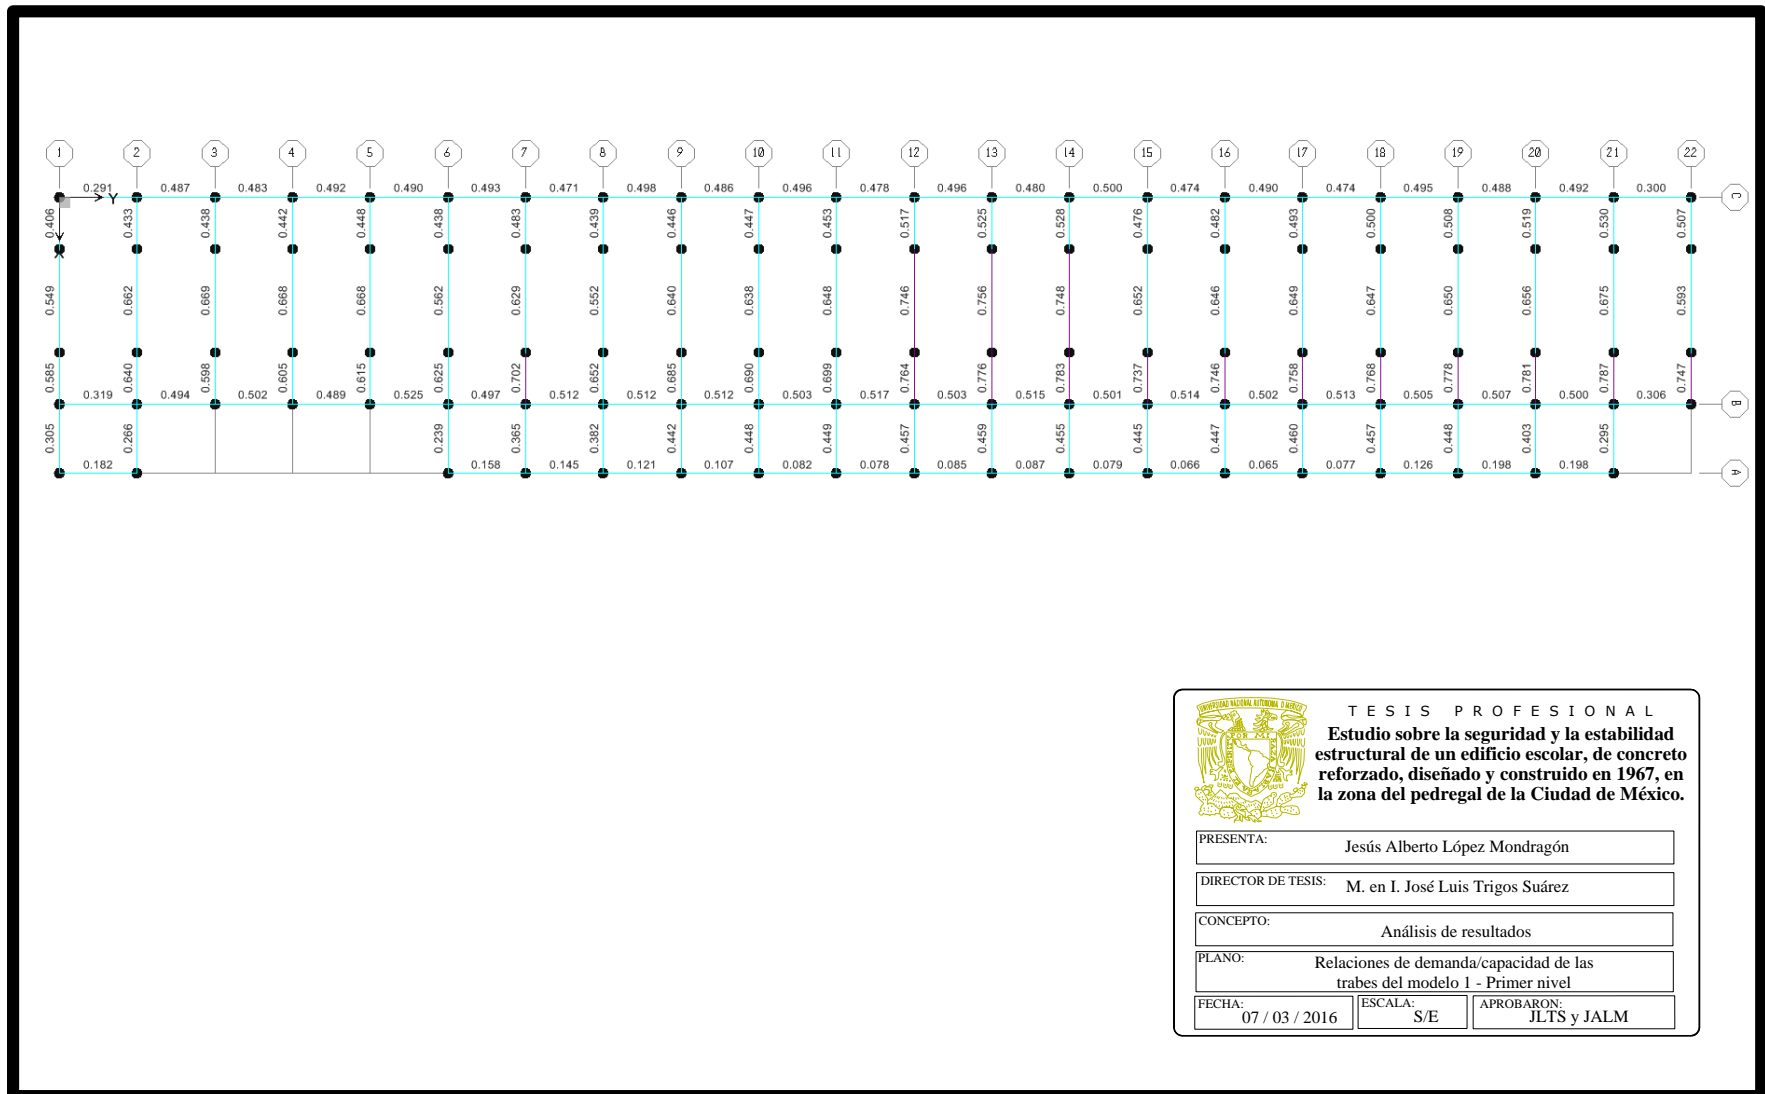 1 2 3 4 5 6 7 8 9 10 11 12 13 14 15 16 17 18 19 20 21 22
0.291 0.487 0.483 0.492 0.490 0.493 0.471 0.498 0.486 0.496 0.478 0.496 0.480 0.500 0.474 0.490 0.474 0.495 0.488 0.492 0.300
Y C
0.406 0.433 0.438 0.442 0.448 0.438 0.483 0.439 0.446 0.447 0.453 0.517 0.525 0.528 0.476 0.482 0.493 0.500 0.508 0.519 0.530 0.507
X
0.549 0.662 0.669 0.668 0.668 0.562 0.629 0.552 0.640 0.638 0.648 0.746 0.756 0.748 0.652 0.646 0.649 0.647 0.650 0.656 0.675 0.593
0.585 0.640 0.598 0.605 0.615 0.625 0.702 0.652 0.685 0.690 0.699 0.764 0.776 0.783 0.737 0.746 0.758 0.768 0.778 0.781 0.787 0.747
0.319 0.494 0.502 0.489 0.525 0.497 0.512 0.512 0.512 0.503 0.517 0.503 0.515 0.501 0.514 0.502 0.513 0.505 0.507 0.500 0.306
B
0.305 0.266 0.239 0.365 0.382 0.442 0.448 0.449 0.457 0.459 0.455 0.445 0.447 0.460 0.457 0.448 0.403 0.295
0.182 0.158 0.145 0.121 0.107 0.082 0.078 0.085 0.087 0.079 0.066 0.065 0.077 0.126 0.198 0.198
A
TESIS PROFESIONAL
Estudio sobre la seguridad y la estabilidad
estructural de un edificio escolar, de concreto
reforzado, diseñado y construido en 1967, en
la zona del pedregal de la Ciudad de México.
PRESENTA: Jesús Alberto López Mondragón
DIRECTOR DE TESIS: M. en I. José Luis Trigos Suárez
CONCEPTO: Análisis de resultados
PLANO: Relaciones de demanda/capacidad de las
trabes del modelo 1 - Primer nivel
FECHA: 07 / 03 / 2016
ESCALA: S/E
APROBARON: JLTS y JALM